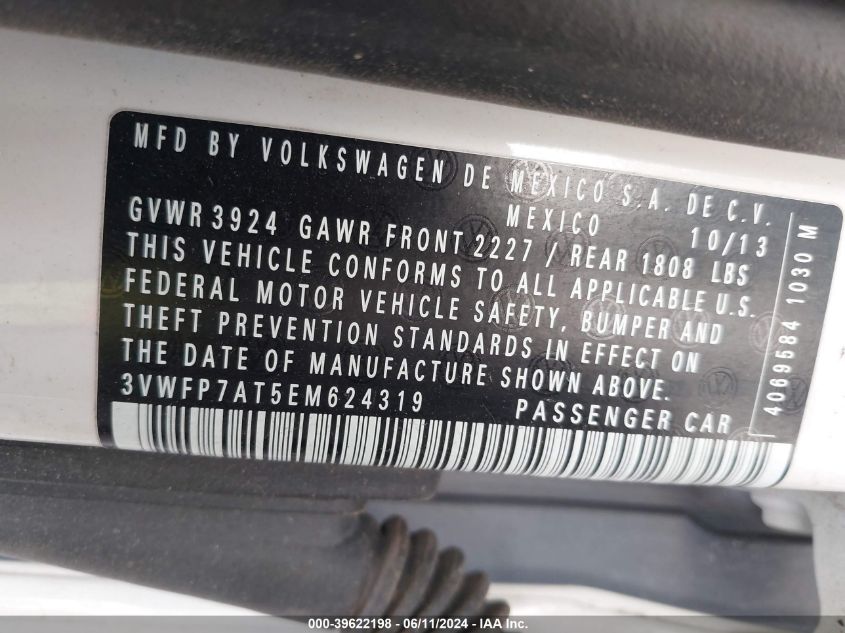 MFD BY VOLKSWAGEN DE MEXICO S.A. DE C.V.
MEXICO
GVWR 3924 GAWR FRONT 2227 / REAR 1808 LBS 10/13
THIS VEHICLE CONFORMS TO ALL APPLICABLE U.S.
FEDERAL MOTOR VEHICLE SAFETY, BUMPER AND
THEFT PREVENTION STANDARDS IN EFFECT ON
THE DATE OF MANUFACTURE SHOWN ABOVE.
3VWFP7AT5EM624319 PASSENGER CAR
4069584 1030 M
000-39622198 - 06/11/2024 - IAA Inc.